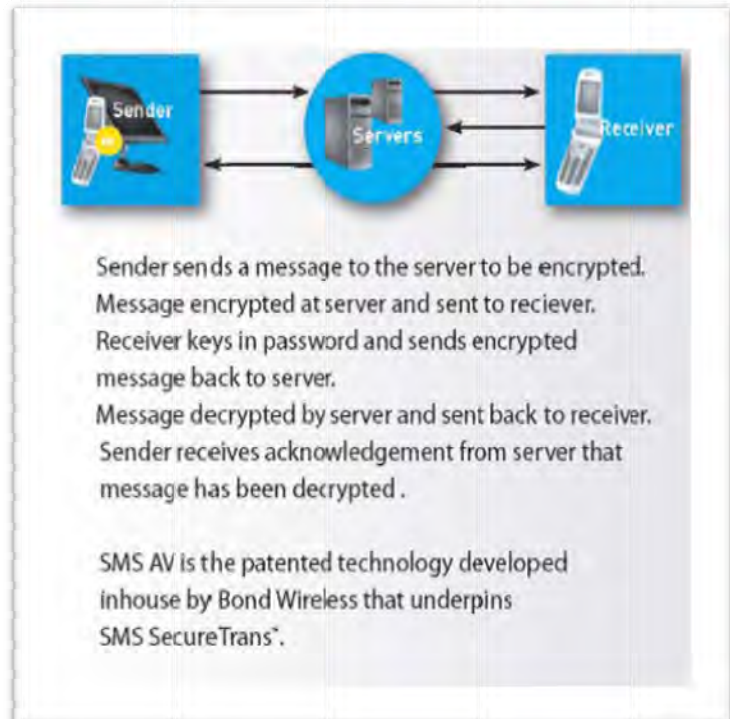 Sender
Servers
Receiver
Sender sends a message to the server to be encrypted.
Message encrypted at server and sent to reciever.
Receiver keys in password and sends encrypted
message back to server.
Message decrypted by server and sent back to receiver.
Sender receives acknowledgement from server that
message has been decrypted .
SMS AV is the patented technology developed
inhouse by Bond Wireless that underpins
SMS SecureTrans™.